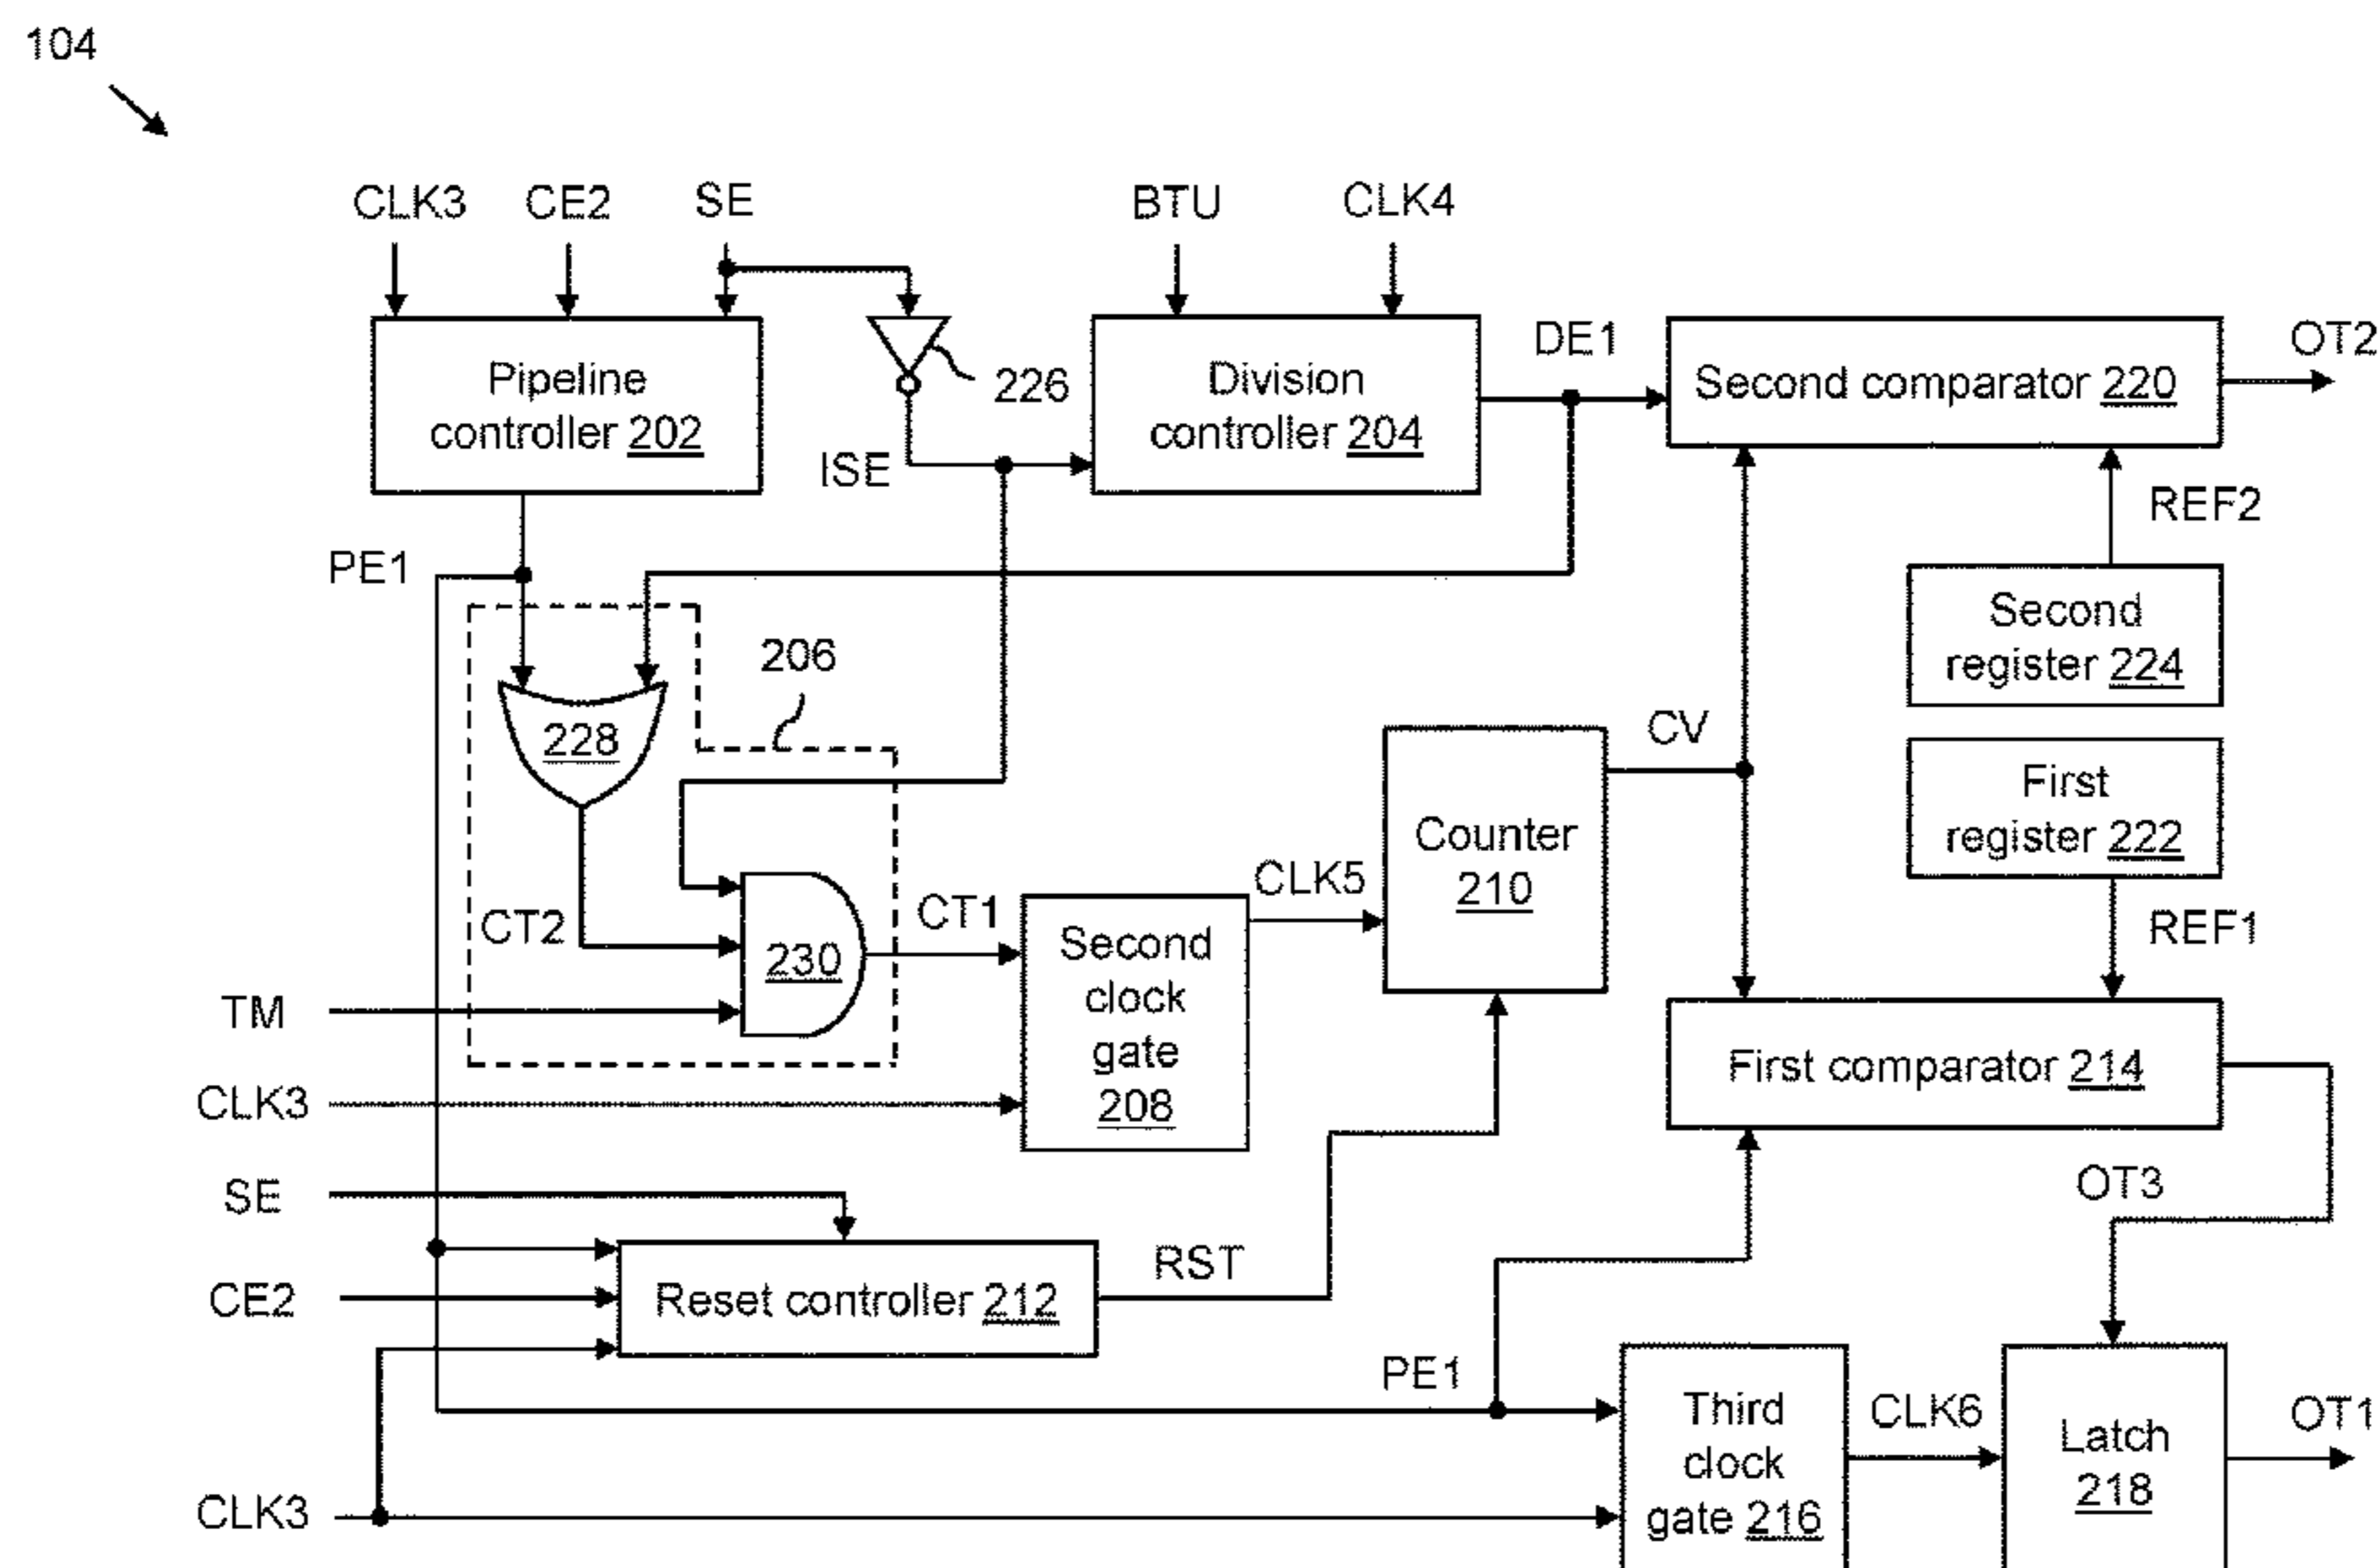 104
CLK3
CE2
SE
BTU
CLK4
DE1
OT2
Pipeline
controller 202
226
Division
controller 204
Second comparator 220
ISE
REF2
PE1
Second
register 224
206
228
CV
First
register 222
Counter
210
CLK5
CT2
CT1
REF1
230
Second
clock
gate
208
TM
First comparator 214
CLK3
SE
OT3
RST
CE2
Reset controller 212
PE1
Third
clock
gate 216
CLK6
Latch
218
OT1
CLK3